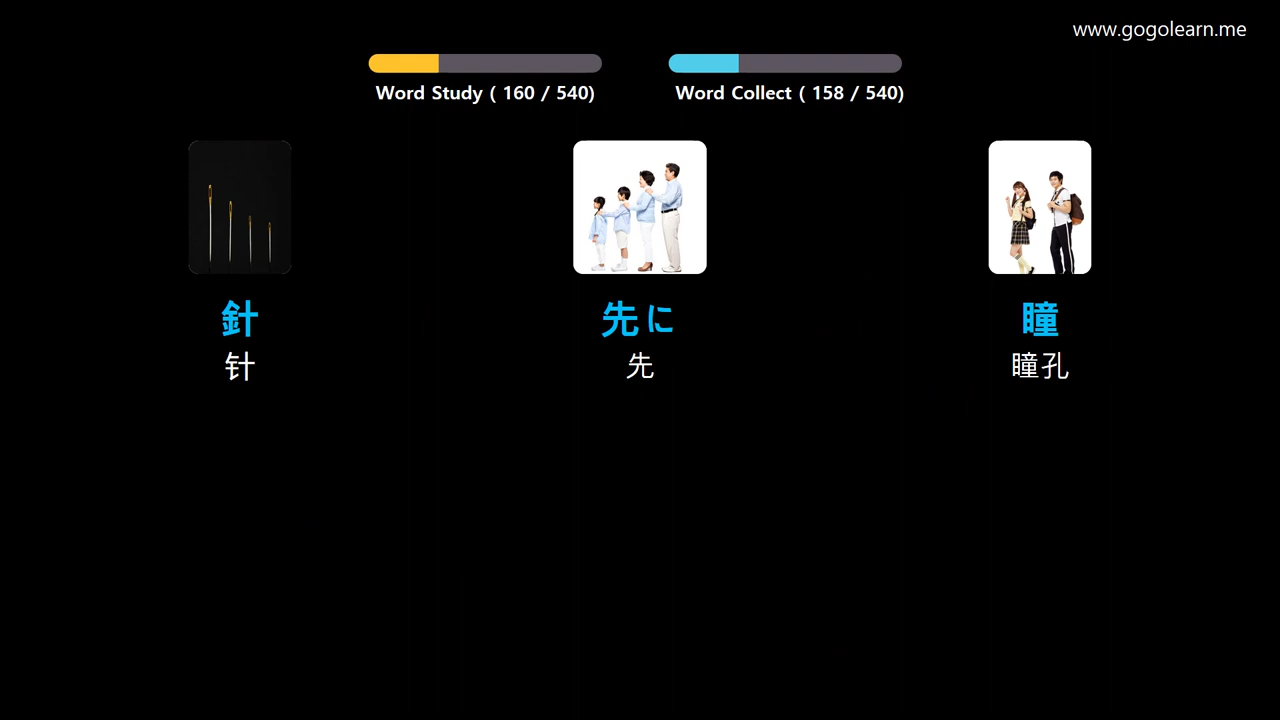 www.gogolearn.me
Word Study ( 160 / 540)
Word Collect ( 158 / 540)
針
先に
瞳
针
先
瞳孔